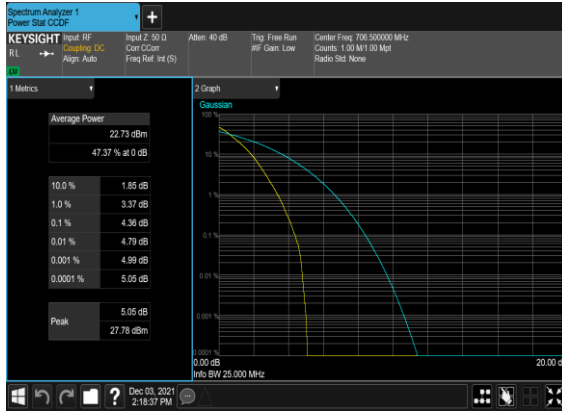 Spectrum Analyzer 1
Power Stat CCDF
+
KEYSIGHT
RL
LU
Input: RF
Coupling: DC
Align: Auto
Input Z: 50 Ω
Corr CCorr
Freq Ref: Int (S)
Atten: 40 dB
Trig: Free Run
#IF Gain: Low
Center Freq: 706.500000 MHz
Counts: 1.00 M/1.00 Mpt
Radio Std: None
1 Metrics
Average Power
22.73 dBm
47.37 % at 0 dB
10.0 % 1.85 dB
1.0 % 3.37 dB
0.1 % 4.36 dB
0.01 % 4.79 dB
0.001 % 4.99 dB
0.0001 % 5.05 dB
Peak
5.05 dB
27.78 dBm
2 Graph
Gaussian
100 %
10 %
1 %
0.1 %
0.01 %
0.001 %
0.0001 %
0.00 dB 20.00 d
Info BW 25.000 MHz
?
Dec 03, 2021
2:18:37 PM